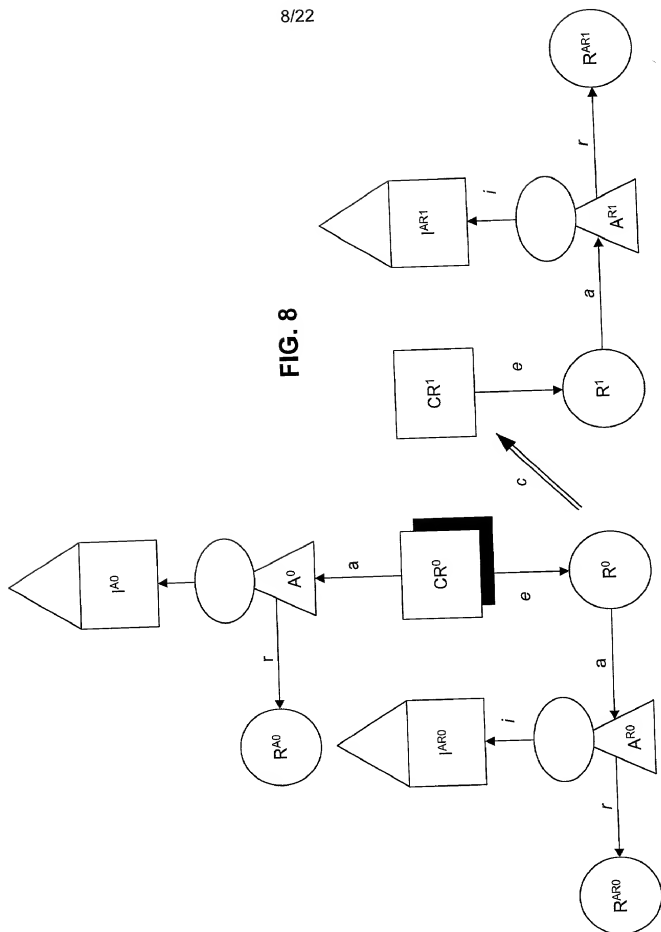 8/22
FIG. 8
I^A0
A^0
r
R^A0
a
CR^0
e
R^0
a
I^AR0
i
A^R0
r
R^AR0
c
CR^1
e
R^1
a
I^AR1
i
A^R1
r
R^AR1